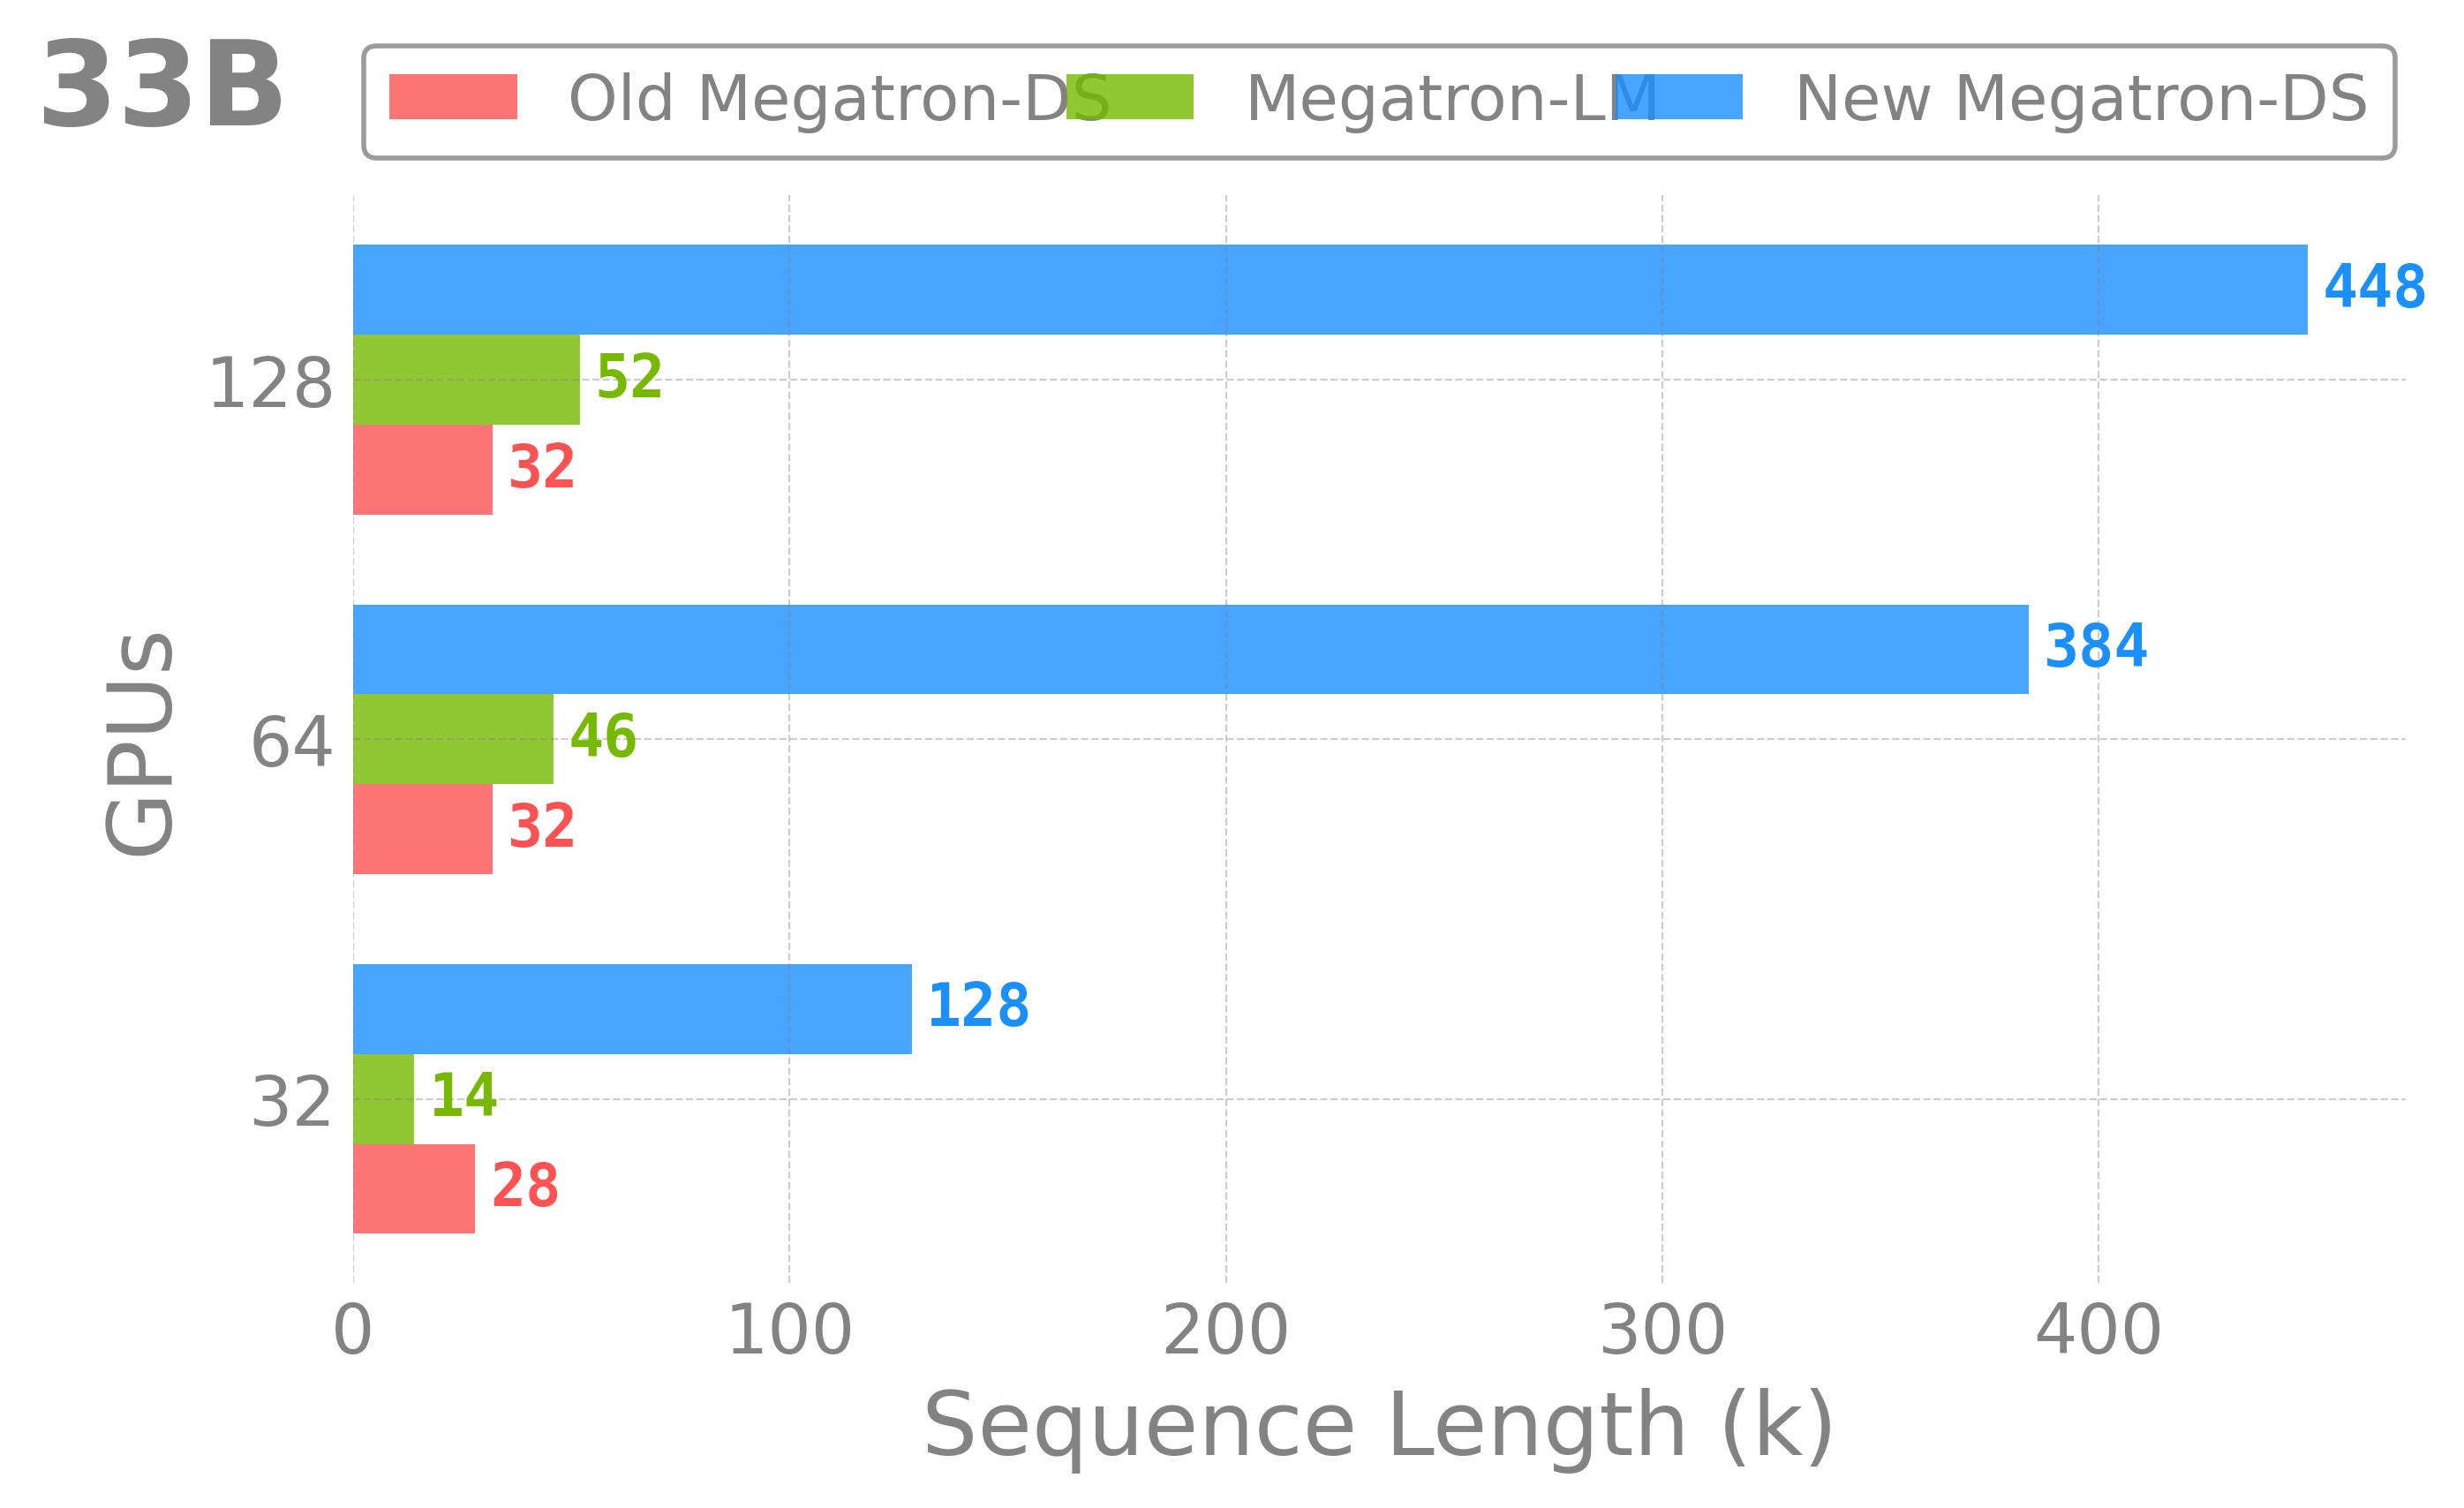 33B
Old Megatron-DS
Megatron-LM
New Megatron-DS
448
128
52
32
384
64
46
32
128
32
14
28
GPUs
0 100 200 300 400
Sequence Length (k)